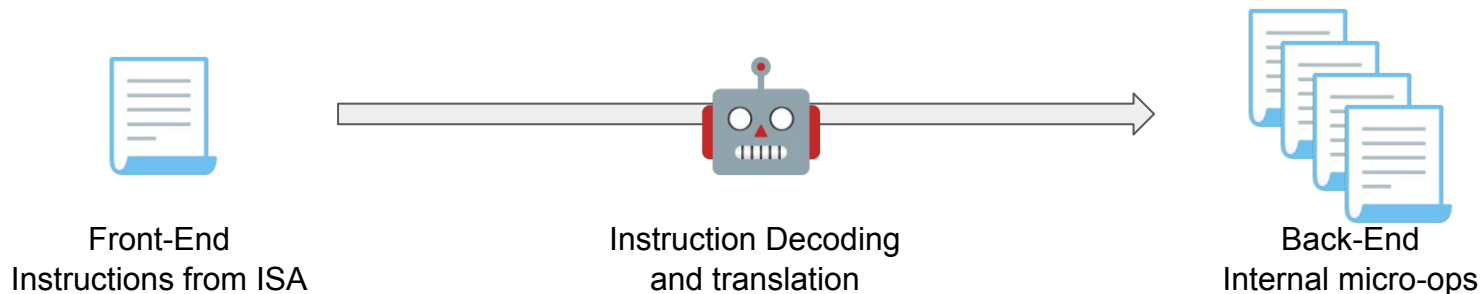 Front-End
Instructions from ISA
Instruction Decoding
and translation
Back-End
Internal micro-ops